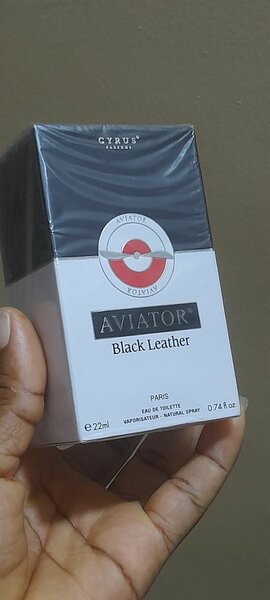 CYRUS®
PARFUMS
AVIATOR
AVIATOR
AVIATOR®
Black Leather
PARIS
EAU DE TOILETTE
VAPORISATEUR - NATURAL SPRAY
℮ 22ml
0.74 fl.oz